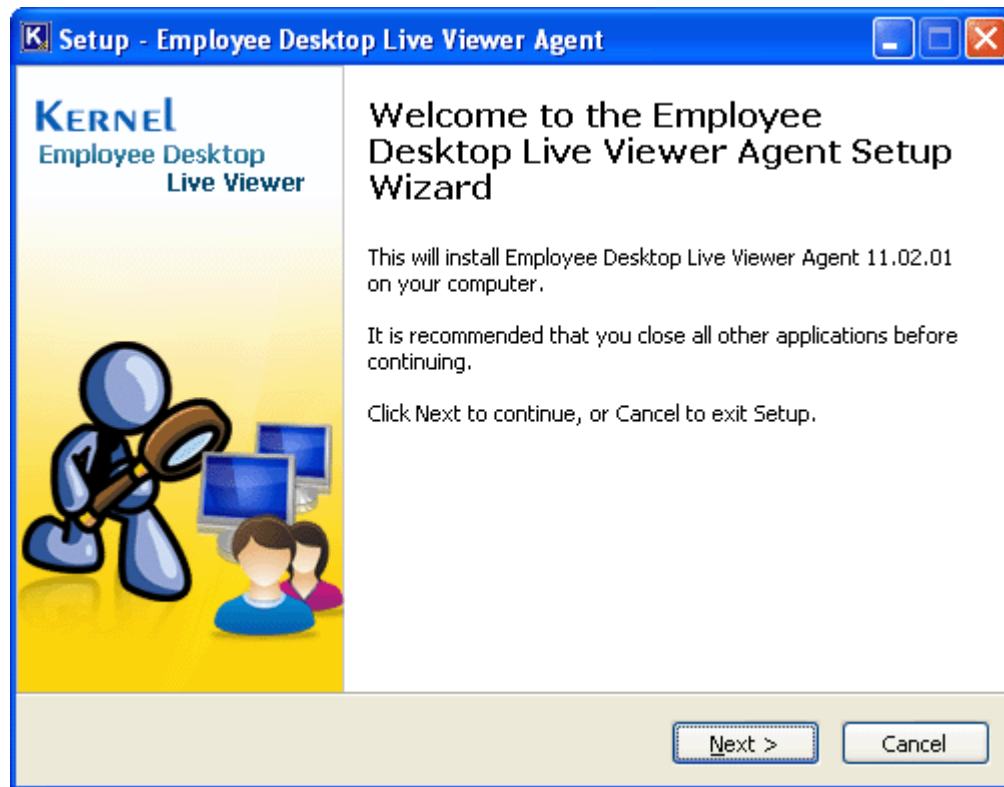 Setup - Employee Desktop Live Viewer Agent
KERNEl
Employee Desktop
Live Viewer
Welcome to the Employee
Desktop Live Viewer Agent Setup
Wizard
This will install Employee Desktop Live Viewer Agent 11.02.01
on your computer.
It is recommended that you close all other applications before
continuing.
Click Next to continue, or Cancel to exit Setup.
Next >
Cancel